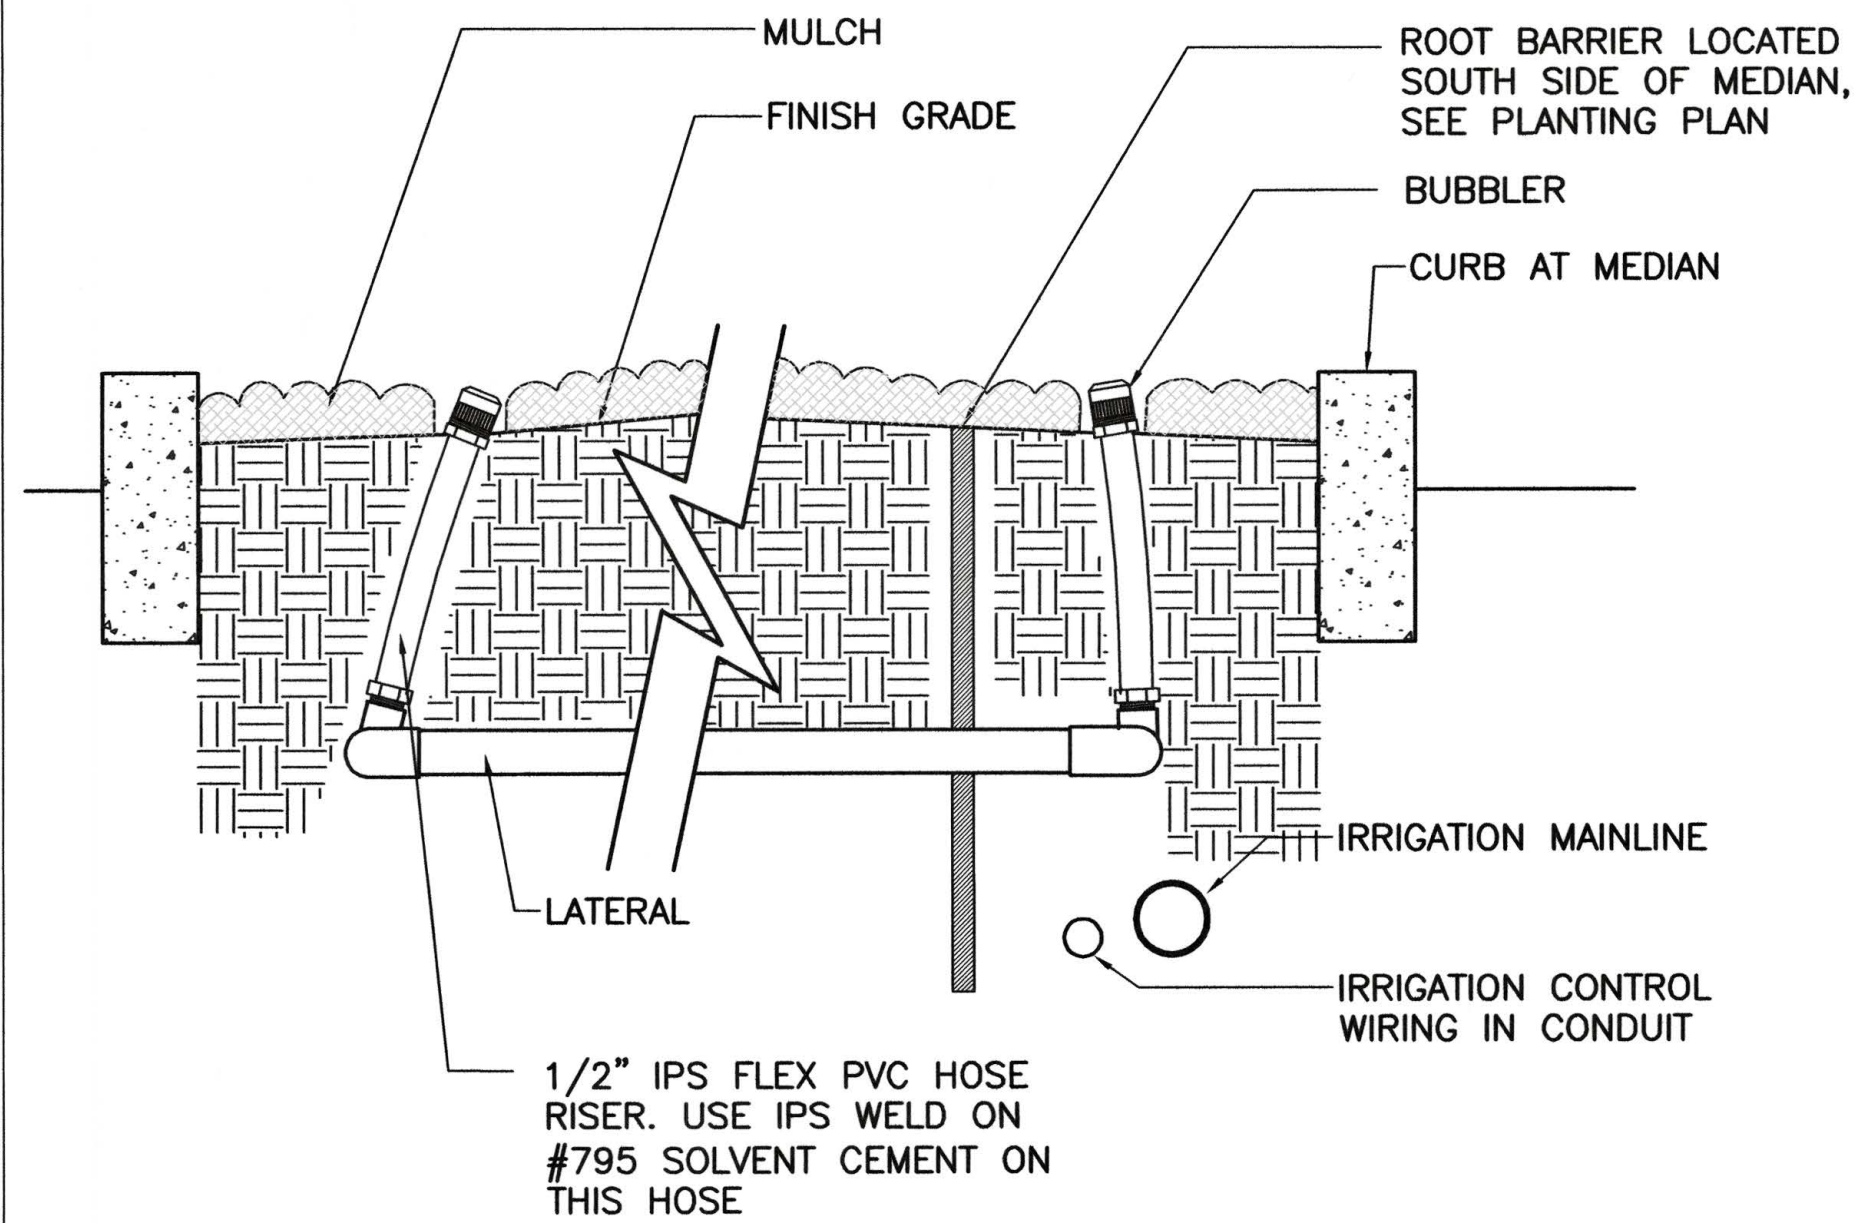 MULCH
FINISH GRADE
ROOT BARRIER LOCATED
SOUTH SIDE OF MEDIAN,
SEE PLANTING PLAN
BUBBLER
CURB AT MEDIAN
IRRIGATION MAINLINE
LATERAL
IRRIGATION CONTROL
WIRING IN CONDUIT
1/2" IPS FLEX PVC HOSE
RISER. USE IPS WELD ON
#795 SOLVENT CEMENT ON
THIS HOSE